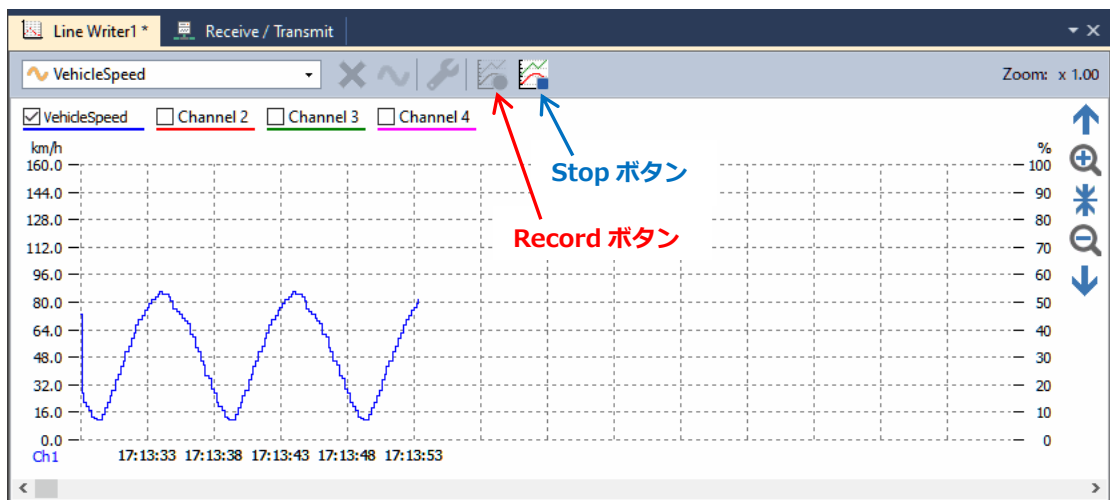 Line Writer1 * Receive / Transmit
VehicleSpeed Zoom: x 1.00
VehicleSpeed Channel 2 Channel 3 Channel 4
Stop ボタン
Record ボタン
km/h %
160.0 100
144.0 90
128.0 80
112.0 70
96.0 60
80.0 50
64.0 40
48.0 30
32.0 20
16.0 10
0.0 0
Ch1 17:13:33 17:13:38 17:13:43 17:13:48 17:13:53